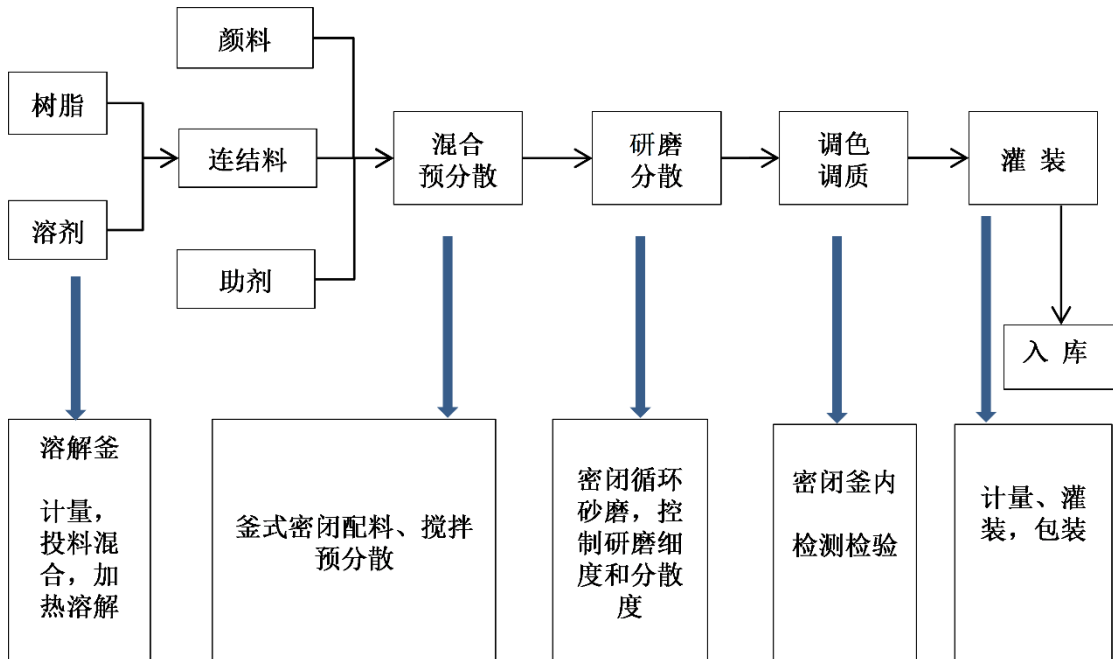 颜料
树脂
连结料
溶剂
助剂
混合
预分散
研磨
分散
调色
调质
灌 装
入 库
溶解釜
计量，
投料混
合，加
热溶解
釜式密闭配料、搅拌
预分散
密闭循环
砂磨，控
制研磨细
度和分散
度
密闭釜内
检测检验
计量、灌
装，包装